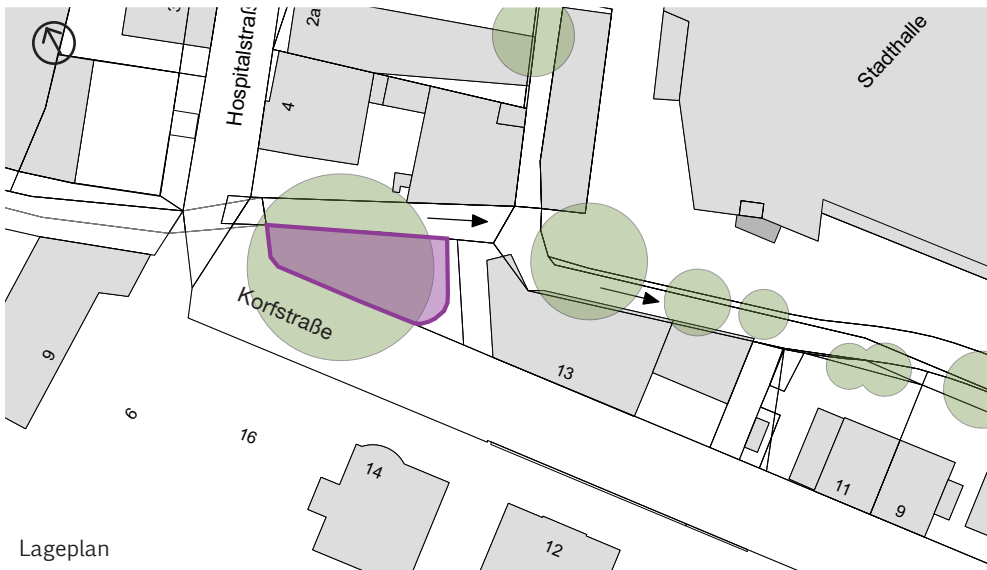 2a
Hospitalstraß
4
Stadthalle
Korfstraße
9
13
6
16
14
11
9
12
Lageplan